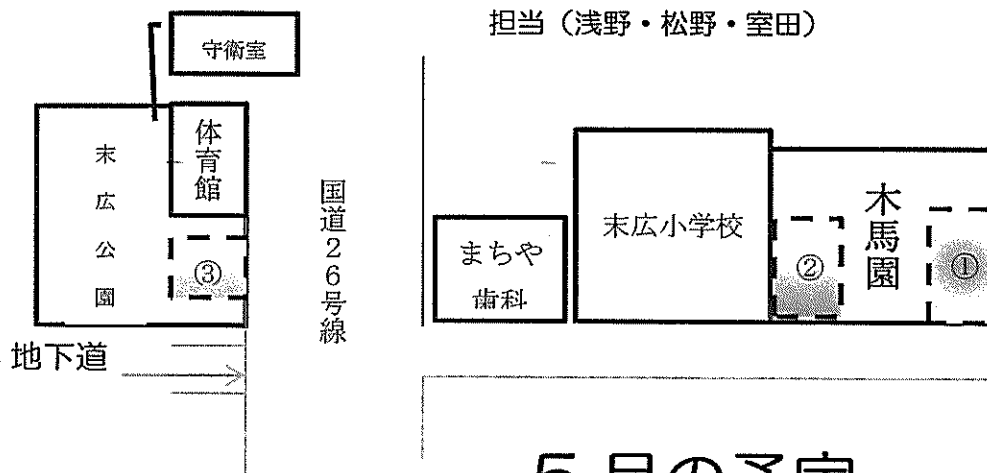 担当（浅野・松野・室田）
守衛室
体育館
末広公園
③
国道26号線
まちや
歯科
末広小学校
②
木馬園
①
地下道
5月の予定